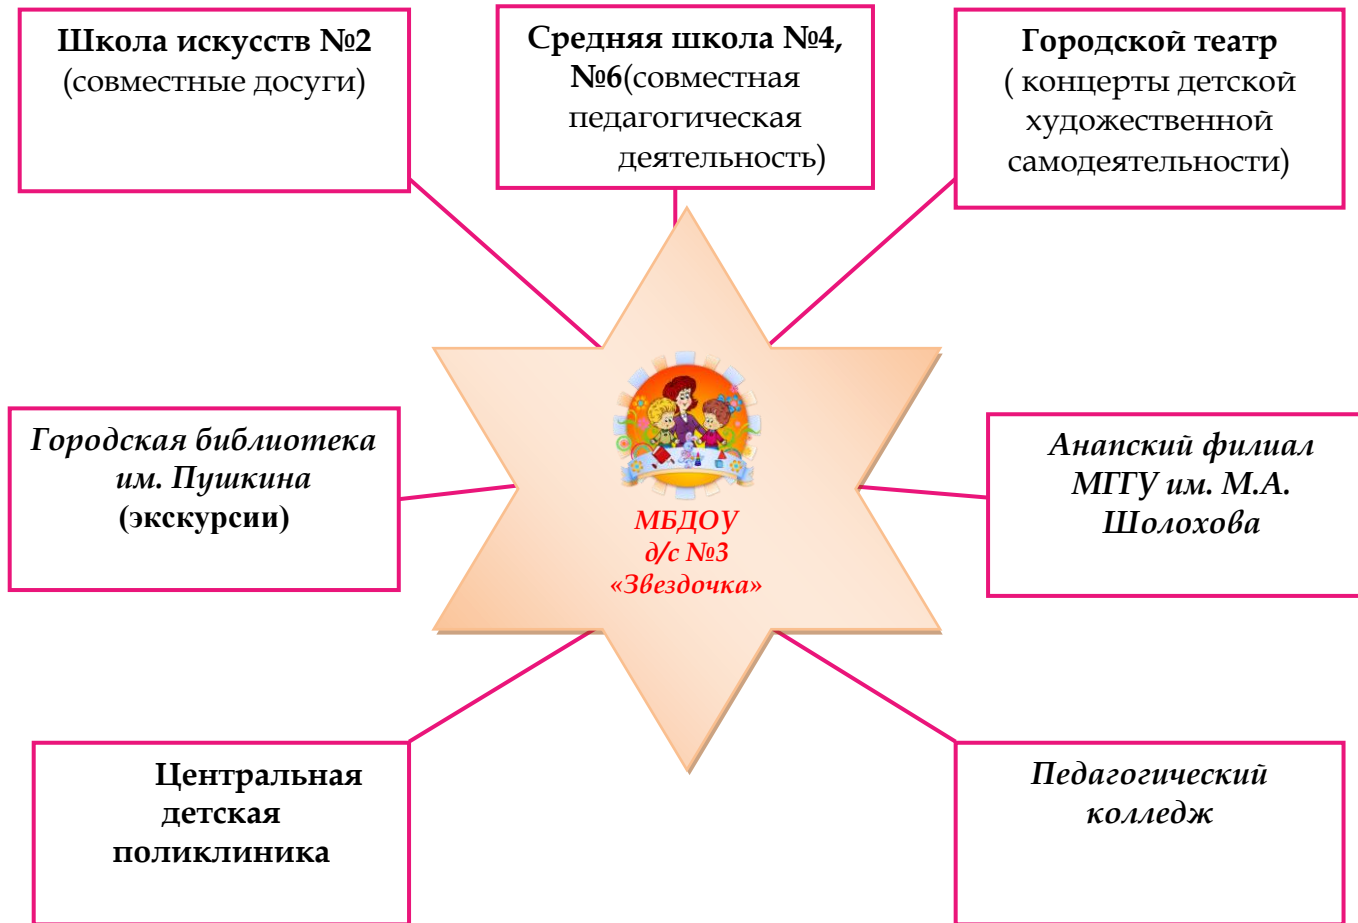 Школа искусств №2
(совместные досуги)
Средняя школа №4,
№6(совместная
педагогическая
деятельность)
Городской театр
( концерты детской
художественной
самодеятельности)
Городская библиотека
им. Пушкина
(экскурсии)
МБДОУ
д/с №3
«Звездочка»
Анапский филиал
МГГУ им. М.А.
Шолохова
Центральная
детская
поликлиника
Педагогический
колледж